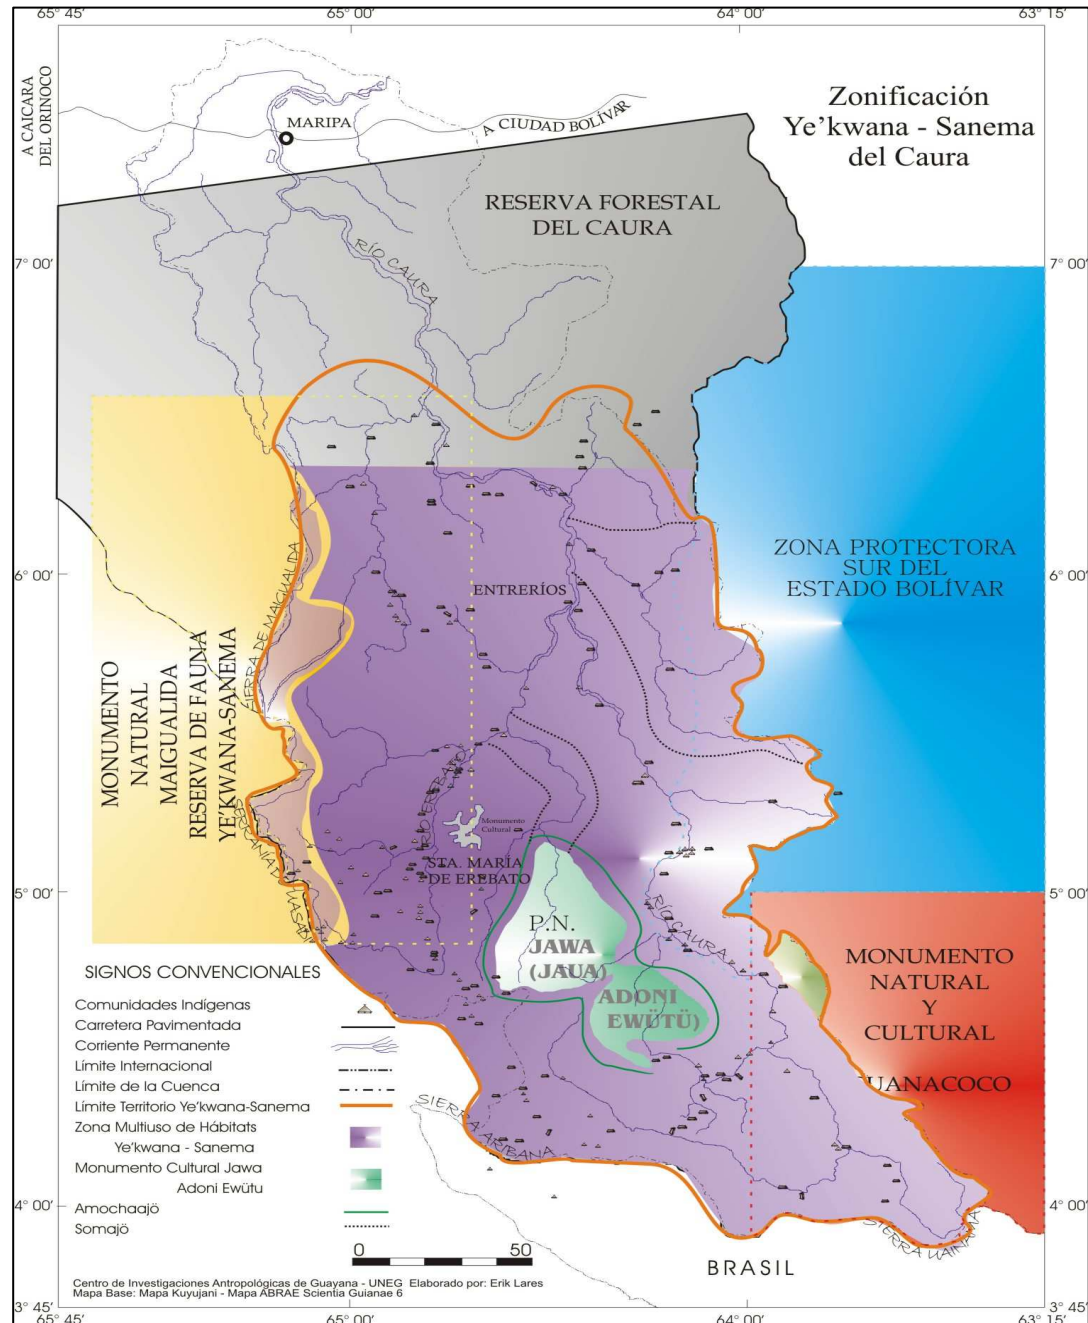 65° 45'
65° 00'
64° 00'
63° 15'
A CAICARA
DEL ORINOCO
MARIPA
A CIUDAD BOLÍVAR
Zonificación
Ye'kwana - Sanema
del Caura
RESERVA FORESTAL
DEL CAURA
RÍO CAURA
7° 00'
7° 00'
ZONA PROTECTORA
SUR DEL
ESTADO BOLÍVAR
6° 00'
6° 00'
ENTRERÍOS
SIERRA DE MAIGUALIDA
MONUMENTO
NATURAL
MAIGUALIDA
RESERVA DE FAUNA
YE'KWANA-SANEMA
RÍO EREBATO
Monumento
Cultural
STA. MARÍA
DE EREBATO
5° 00'
5° 00'
P.N.
JAWA
(JAUA)
ADONI
EWÜTÜ)
RÍO CAURA
MONUMENTO
NATURAL
Y
CULTURAL
UANACOCO
SIGNOS CONVENCIONALES
Comunidades Indígenas
Carretera Pavimentada
Corriente Permanente
Límite Internacional
Límite de la Cuenca
Límite Territorio Ye'kwana-Sanema
Zona Multiuso de Hábitats
Ye'kwana - Sanema
Monumento Cultural Jawa
Adoni Ewütu
Amochaajö
Somajö
0 50
SIERRA ARIBANA
4° 00'
4° 00'
SIERRA UAINAMA
BRASIL
Centro de Investigaciones Antropológicas de Guayana - UNEG Elaborado por: Erik Lares
Mapa Base: Mapa Kuyujani - Mapa ABRAE Scientia Guianae 6
3° 45'
3° 45'
65° 45'
65° 00'
64° 00'
63° 15'